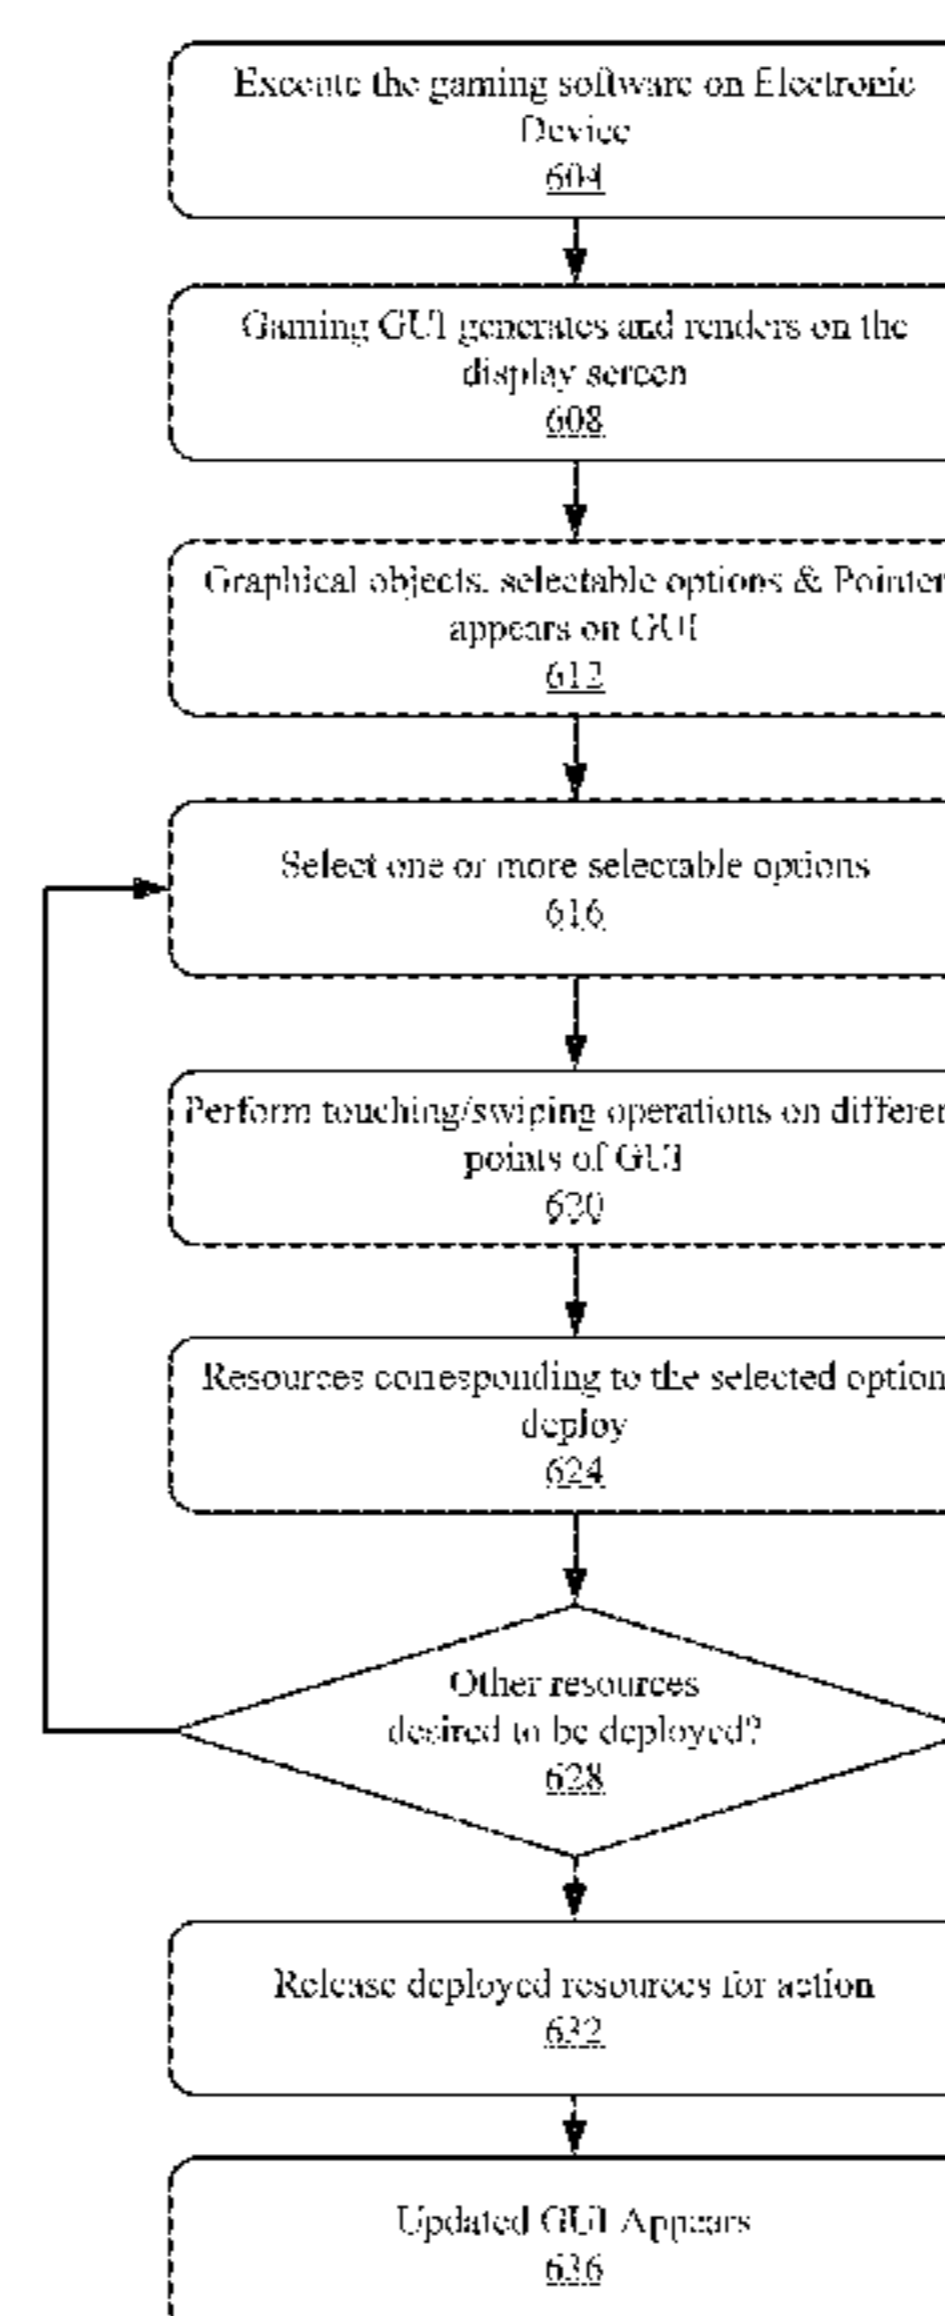 Execute the gaming software on Electronic
Device
604
Gaming GUI generates and renders on the
display screen
608
Graphical objects, selectable options & Pointer
appears on GUI
612
Select one or more selectable options
616
Perform touching/swiping operations on differen
points of GUI
620
Resources corresponding to the selected option
deploy
624
Other resources
desired to be deployed?
628
Release deployed resources for action
632
Updated GUI Appears
636